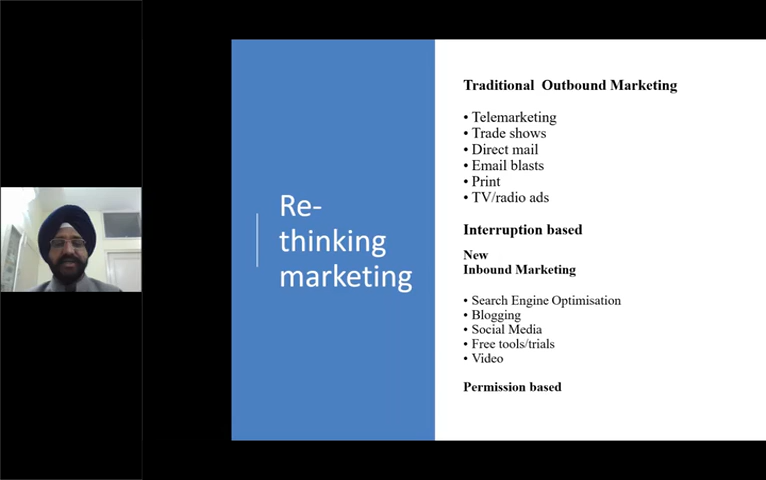 Re-
thinking
marketing
Traditional Outbound Marketing
• Telemarketing
• Trade shows
• Direct mail
• Email blasts
• Print
• TV/radio ads
Interruption based
New
Inbound Marketing
• Search Engine Optimisation
• Blogging
• Social Media
• Free tools/trials
• Video
Permission based